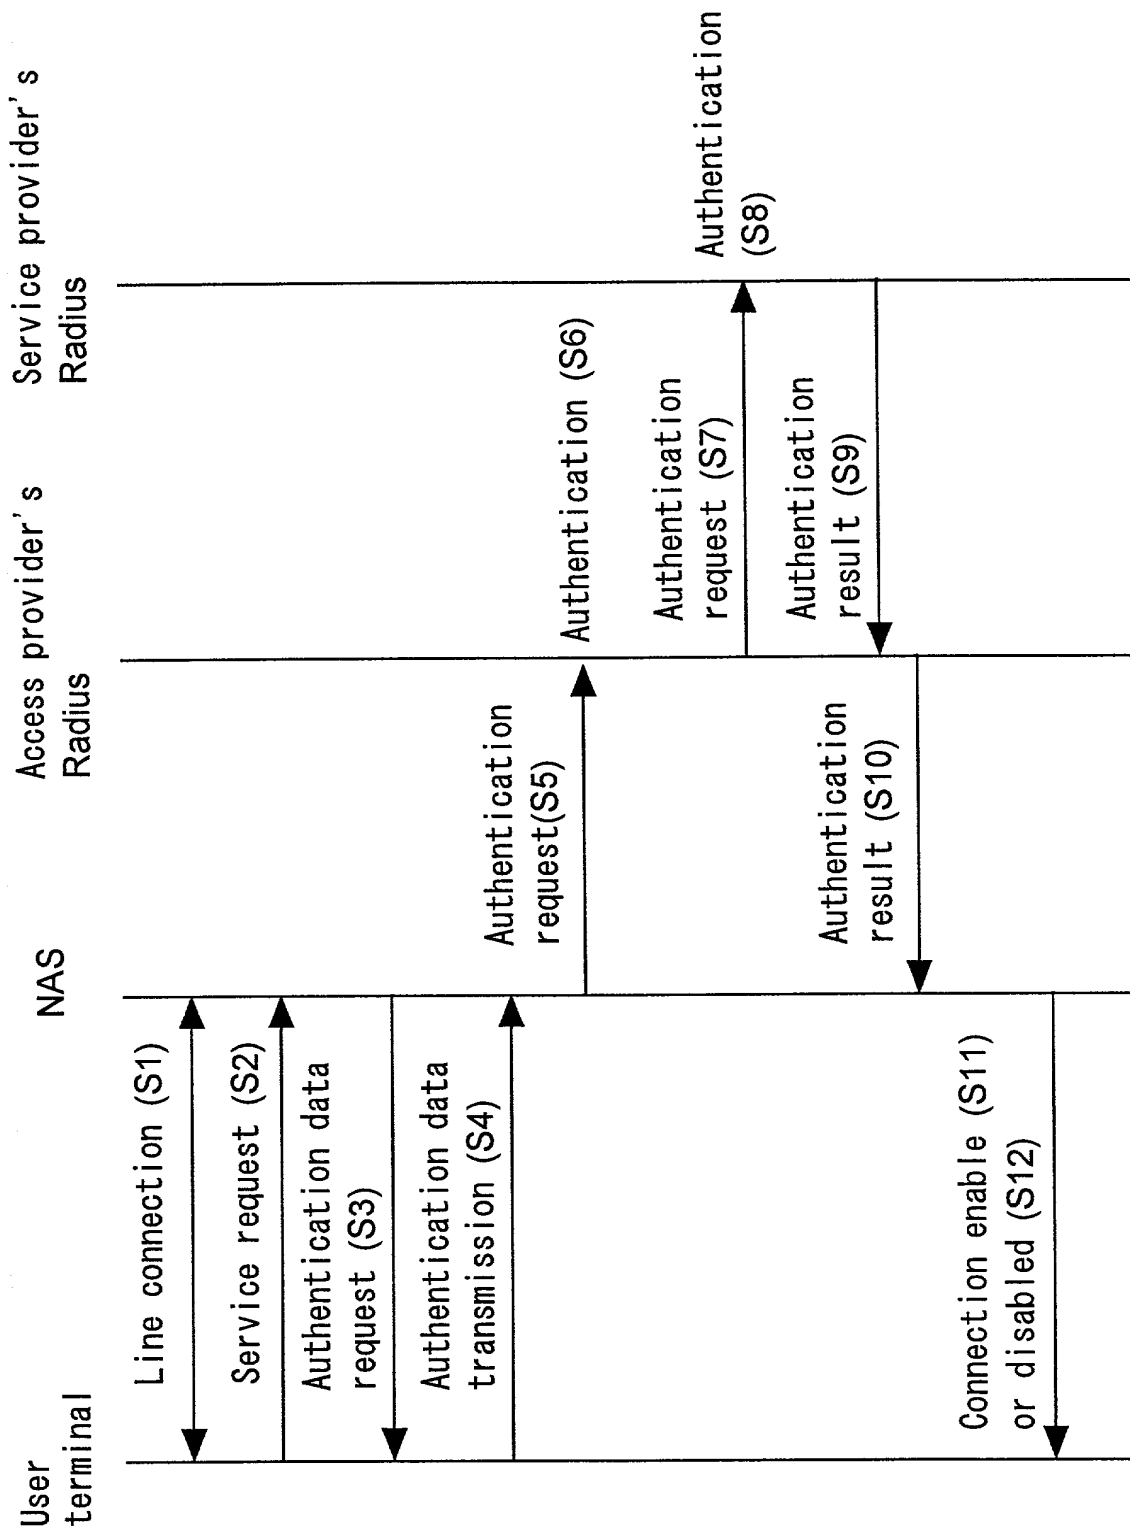 User
terminal
NAS
Access provider's
Radius
Service provider's
Radius
Line connection (S1)
Service request (S2)
Authentication data
request (S3)
Authentication data
transmission (S4)
Authentication
request(S5)
Authentication (S6)
Authentication
request (S7)
Authentication
(S8)
Authentication
result (S9)
Authentication
result (S10)
Connection enable (S11)
or disabled (S12)